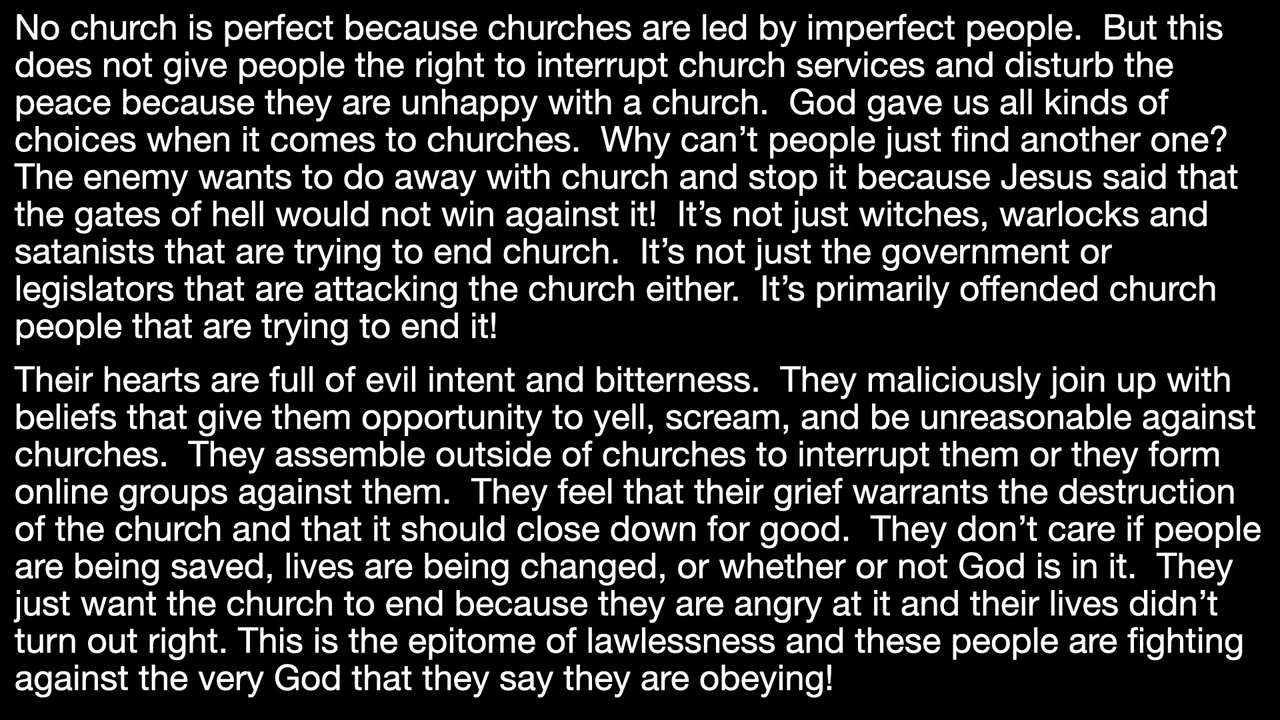 No church is perfect because churches are led by imperfect people.  But this
does not give people the right to interrupt church services and disturb the
peace because they are unhappy with a church.  God gave us all kinds of
choices when it comes to churches.  Why can’t people just find another one?
The enemy wants to do away with church and stop it because Jesus said that
the gates of hell would not win against it!  It’s not just witches, warlocks and
satanists that are trying to end church.  It’s not just the government or
legislators that are attacking the church either.  It’s primarily offended church
people that are trying to end it!
Their hearts are full of evil intent and bitterness.  They maliciously join up with
beliefs that give them opportunity to yell, scream, and be unreasonable against
churches.  They assemble outside of churches to interrupt them or they form
online groups against them.  They feel that their grief warrants the destruction
of the church and that it should close down for good.  They don’t care if people
are being saved, lives are being changed, or whether or not God is in it.  They
just want the church to end because they are angry at it and their lives didn’t
turn out right. This is the epitome of lawlessness and these people are fighting
against the very God that they say they are obeying!